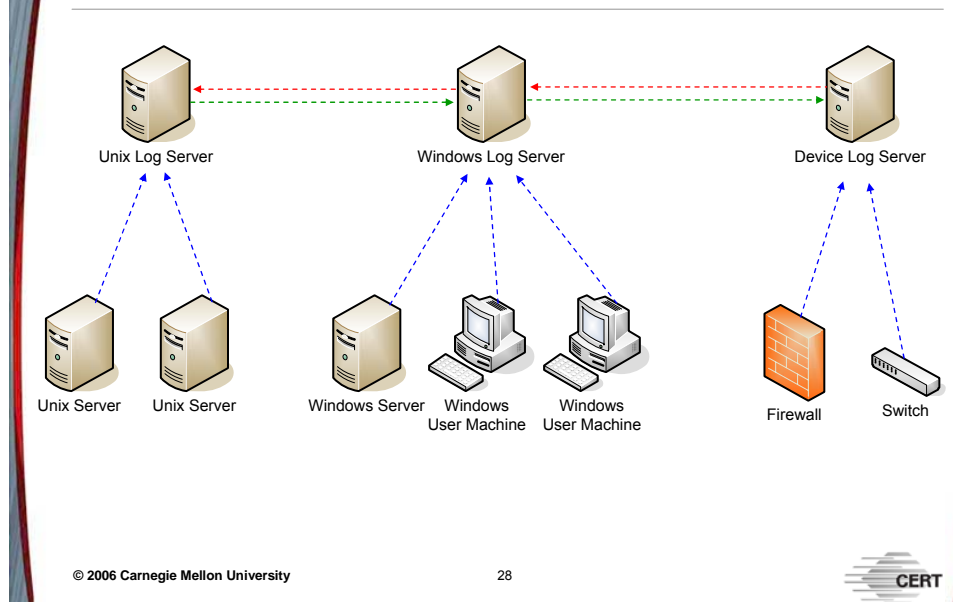 Unix Log Server
Windows Log Server
Device Log Server
Unix Server
Unix Server
Windows Server
Windows
User Machine
Windows
User Machine
Firewall
Switch
© 2006 Carnegie Mellon University
28
CERT